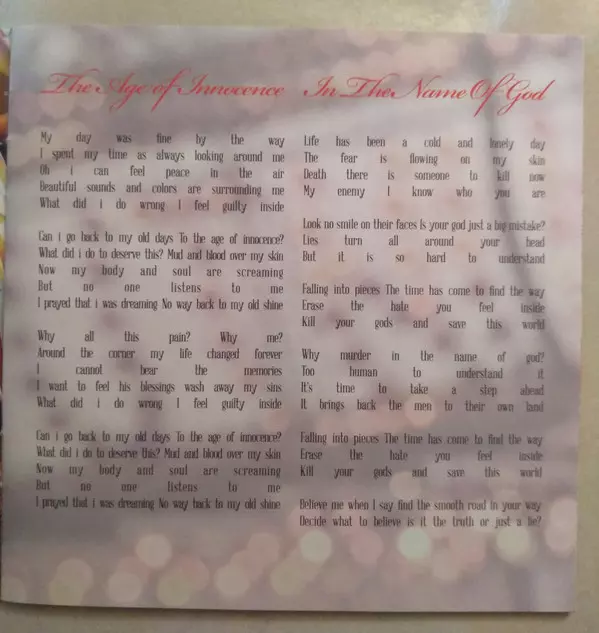 The Age of Innocence
My day was fine by the way
I spent my time as always looking around me
Oh i can feel peace in the air
Beautiful sounds and colors are surrounding me
What did i do wrong I feel guilty inside
Can i go back to my old days To the age of innocence?
What did i do to deserve this? Mud and blood over my skin
Now my body and soul are screaming
But no one listens to me
I prayed that i was dreaming No way back to my old shine
Why all this pain? Why me?
Around the corner my life changed forever
I cannot bear the memories
I want to feel his blessings wash away my sins
What did i do wrong I feel guilty inside
Can i go back to my old days To the age of innocence?
What did i do to deserve this? Mud and blood over my skin
Now my body and soul are screaming
But no one listens to me
I prayed that i was dreaming No way back to my old shine
In The Name Of God
Life has been a cold and lonely day
The fear is flowing on my skin
Death there is someone to kill now
My enemy I know who you are
Look no smile on their faces Is your god just a big mistake?
Lies turn all around your head
But it is so hard to understand
Falling into pieces The time has come to find the way
Erase the hate you feel inside
Kill your gods and save this world
Why murder in the name of god?
Too human to understand it
It's time to take a step ahead
It brings back the men to their own land
Falling into pieces The time has come to find the way
Erase the hate you feel inside
Kill your gods and save this world
Believe me when I say find the smooth road in your way
Decide what to believe is it the truth or just a lie?